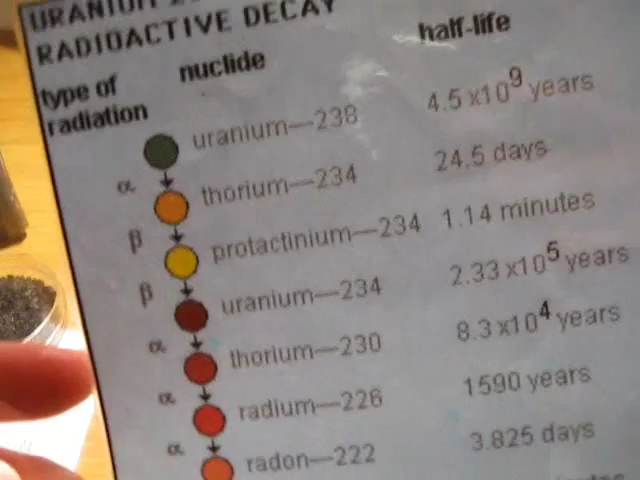 URANIUM
RADIOACTIVE DECAY
type of radiation nuclide half-life
uranium—238 4.5 x10⁹ years
α
thorium—234 24.5 days
β
protactinium—234 1.14 minutes
β
uranium—234 2.33 x10⁵ years
α
thorium—230 8.3 x10⁴ years
α
radium—226 1590 years
α
radon—222 3.825 days